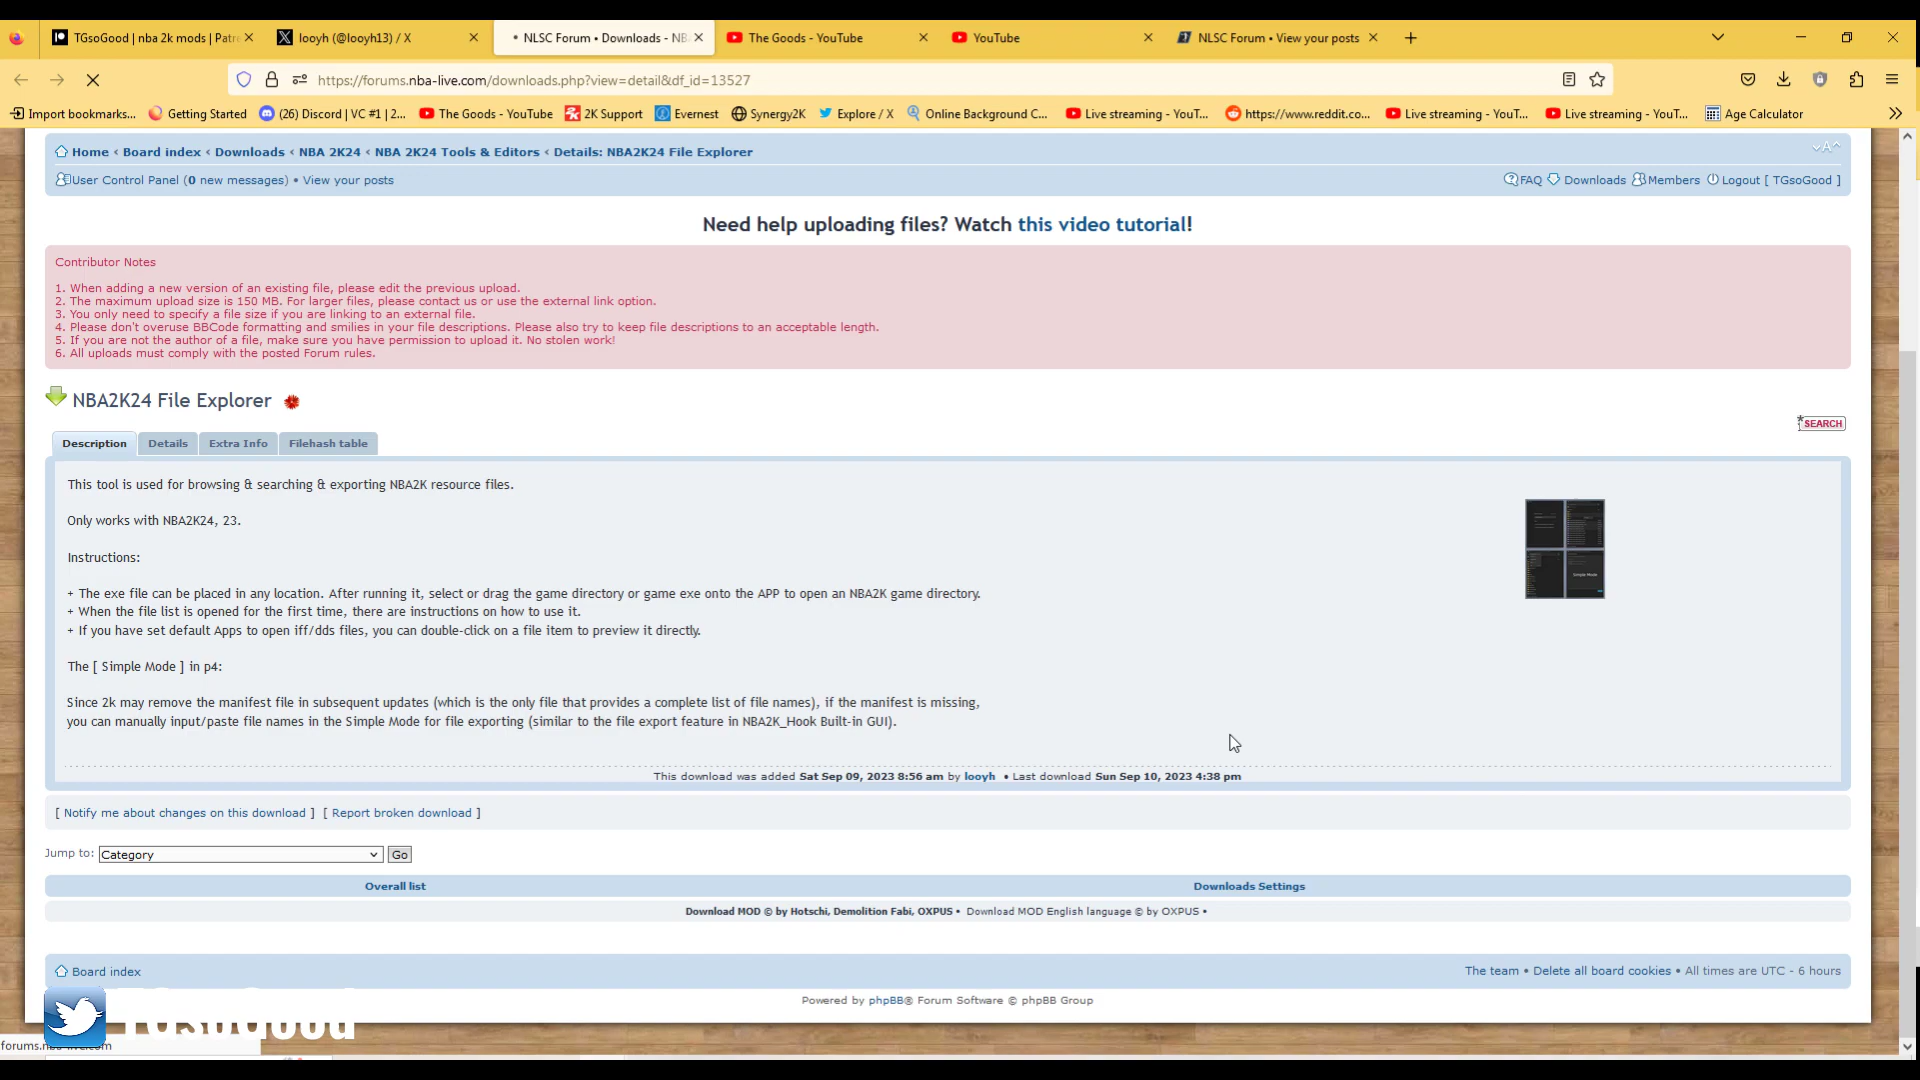 TGsoGood | nba 2k mods | Patre
looyh (@looyh13) / X
NLSC Forum • Downloads - NB
The Goods - YouTube
YouTube
NLSC Forum • View your posts
https://forums.nba-live.com/downloads.php?view=detail&df_id=13527
Import bookmarks...
Getting Started
(26) Discord | VC #1 | 2...
The Goods - YouTube
2K Support
Evernest
Synergy2K
Explore / X
Online Background C...
Live streaming - YouT...
https://www.reddit.co...
Live streaming - YouT...
Live streaming - YouT...
Age Calculator
Home ‹ Board index ‹ Downloads ‹ NBA 2K24 ‹ NBA 2K24 Tools & Editors ‹ Details: NBA2K24 File Explorer
User Control Panel (0 new messages) • View your posts
FAQ Downloads Members Logout [ TGsoGood ]
Need help uploading files? Watch this video tutorial!
Contributor Notes
1. When adding a new version of an existing file, please edit the previous upload.
2. The maximum upload size is 150 MB. For larger files, please contact us or use the external link option.
3. You only need to specify a file size if you are linking to an external file.
4. Please don't overuse BBCode formatting and smilies in your file descriptions. Please also try to keep file descriptions to an acceptable length.
5. If you are not the author of a file, make sure you have permission to upload it. No stolen work!
6. All uploads must comply with the posted Forum rules.
NBA2K24 File Explorer
SEARCH
Description
Details
Extra Info
Filehash table
This tool is used for browsing & searching & exporting NBA2K resource files.
Only works with NBA2K24, 23.
Instructions:
+ The exe file can be placed in any location. After running it, select or drag the game directory or game exe onto the APP to open an NBA2K game directory.
+ When the file list is opened for the first time, there are instructions on how to use it.
+ If you have set default Apps to open iff/dds files, you can double-click on a file item to preview it directly.
The [ Simple Mode ] in p4:
Since 2k may remove the manifest file in subsequent updates (which is the only file that provides a complete list of file names), if the manifest is missing,
you can manually input/paste file names in the Simple Mode for file exporting (similar to the file export feature in NBA2K_Hook Built-in GUI).
Simple Mode
This download was added Sat Sep 09, 2023 8:56 am by looyh • Last download Sun Sep 10, 2023 4:38 pm
[ Notify me about changes on this download ] [ Report broken download ]
Jump to: Category Go
Overall list
Downloads Settings
Download MOD © by Hotschi, Demolition Fabi, OXPUS • Download MOD English language © by OXPUS •
Board index
The team • Delete all board cookies • All times are UTC - 6 hours
Powered by phpBB® Forum Software © phpBB Group
TGsoGood
forums.nba-live.com